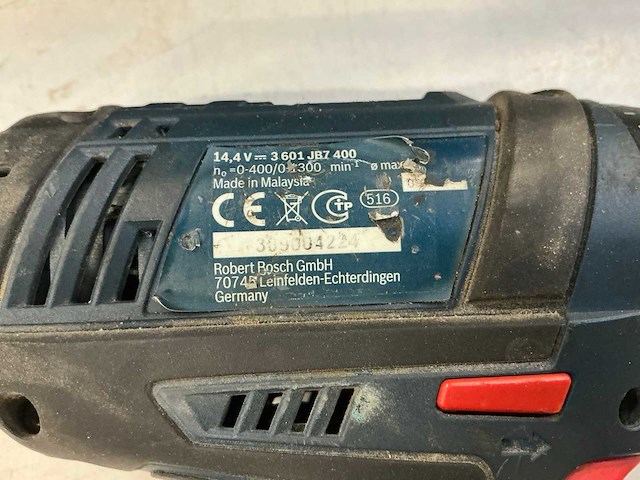 14,4 V ⎓ 3 601 JB7 400
n₀ =0-400/0-1300 min⁻¹ ø max
Made in Malaysia
CE TP 516
309004224
Robert Bosch GmbH
70745 Leinfelden-Echterdingen
Germany